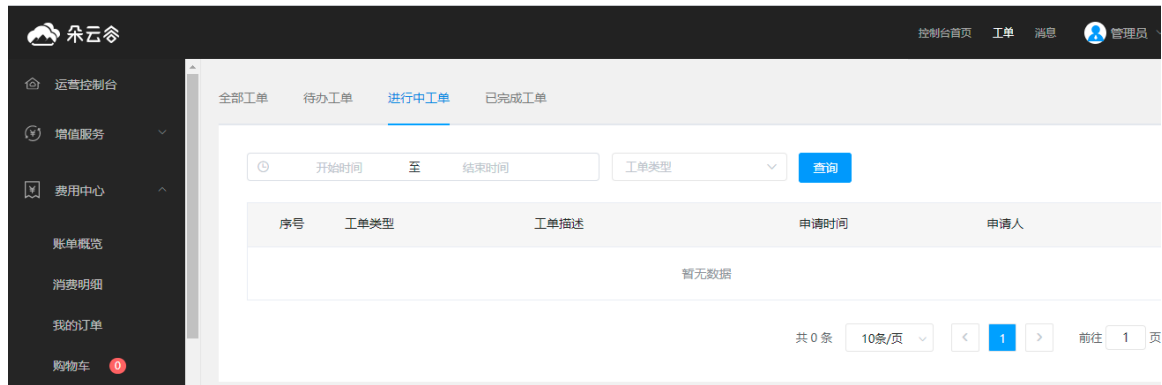 朵云谷
控制台首页 工单 消息 管理员
运营控制台
增值服务
费用中心
账单概览
消费明细
我的订单
购物车 0
全部工单 待办工单 进行中工单 已完成工单
开始时间 至 结束时间 工单类型 查询
序号 工单类型 工单描述 申请时间 申请人
暂无数据
共 0 条 10条/页 1 前往 1 页